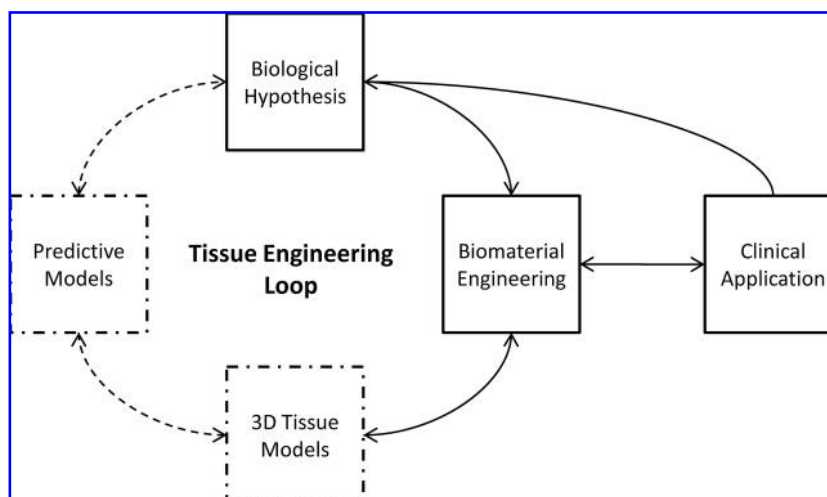 Biological
Hypothesis
Predictive
Models
Tissue Engineering
Loop
Biomaterial
Engineering
Clinical
Application
3D Tissue
Models